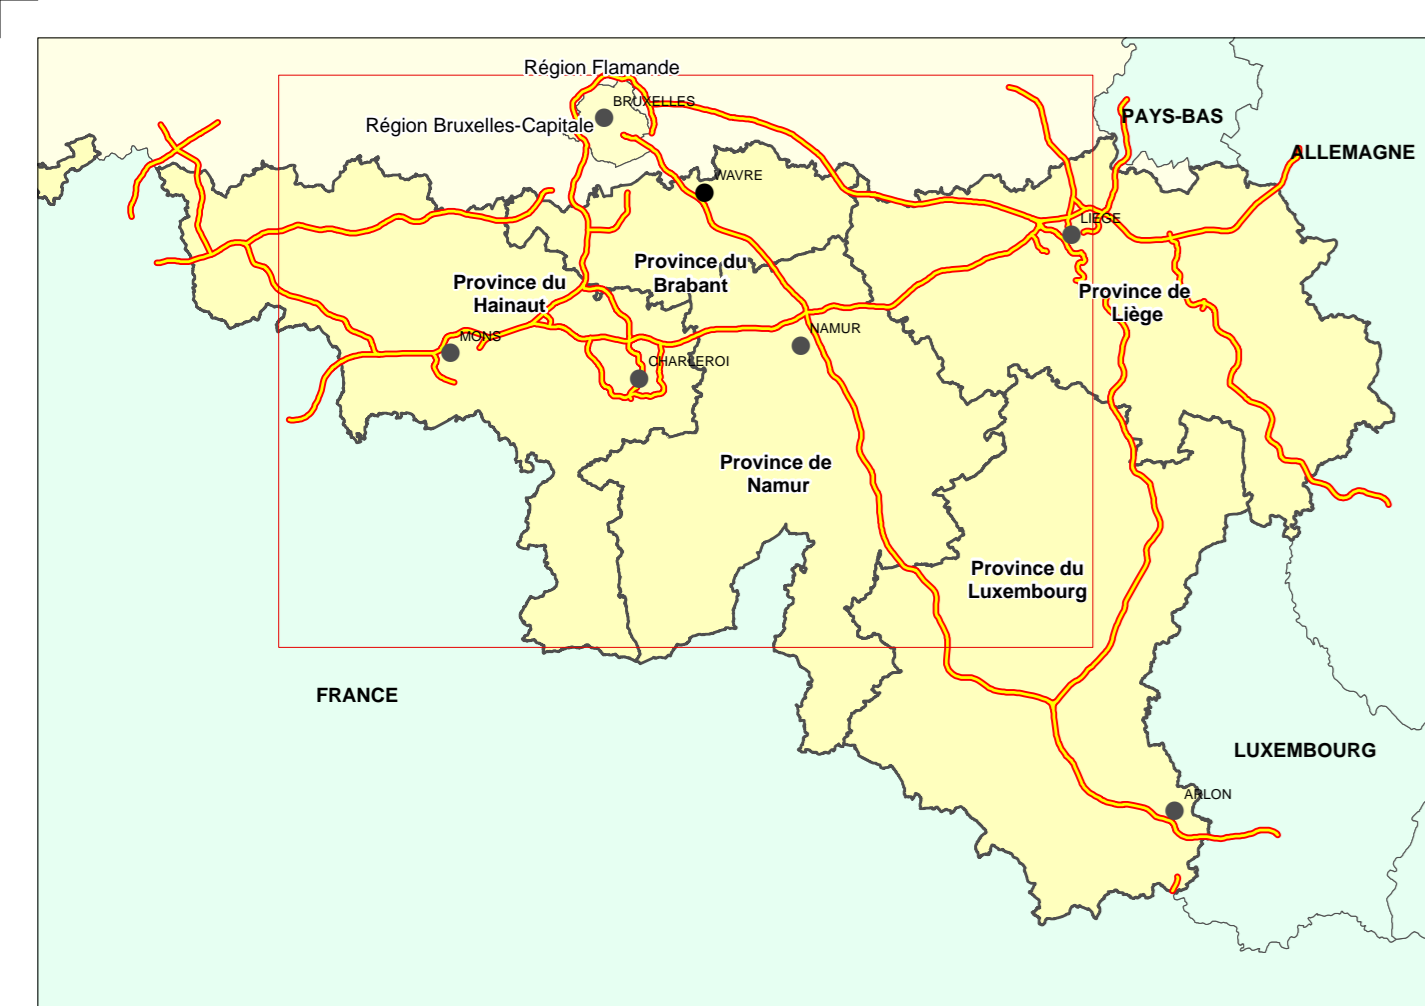 Région Flamande
BRUXELLES
Région Bruxelles-Capitale
PAYS-BAS
ALLEMAGNE
WAVRE
LIEGE
Province du
Brabant
Province du
Hainaut
Province de
Liège
MONS
NAMUR
CHARLEROI
Province de
Namur
Province du
Luxembourg
FRANCE
LUXEMBOURG
ARLON